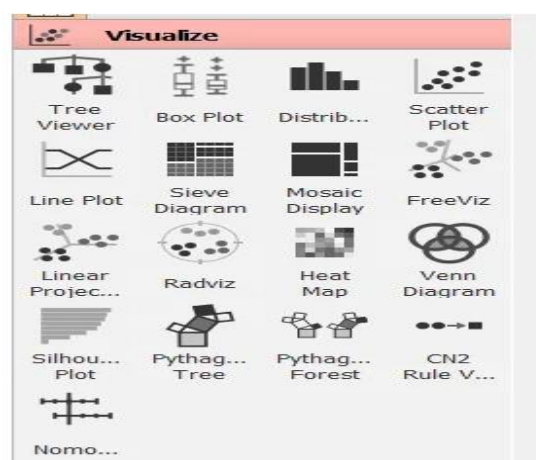 Visualize
Tree
Viewer
Box Plot
Distrib...
Scatter
Plot
Line Plot
Sieve
Diagram
Mosaic
Display
FreeViz
Linear
Projec...
Radviz
Heat
Map
Venn
Diagram
Silhou...
Plot
Pythag...
Tree
Pythag...
Forest
CN2
Rule V...
Nomo...